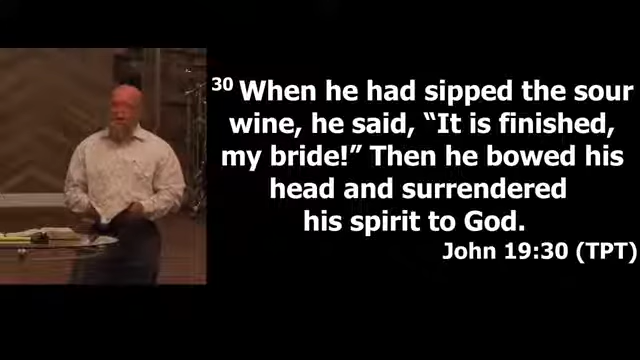 30 When he had sipped the sour
wine, he said, “It is finished,
my bride!” Then he bowed his
head and surrendered
his spirit to God.
John 19:30 (TPT)